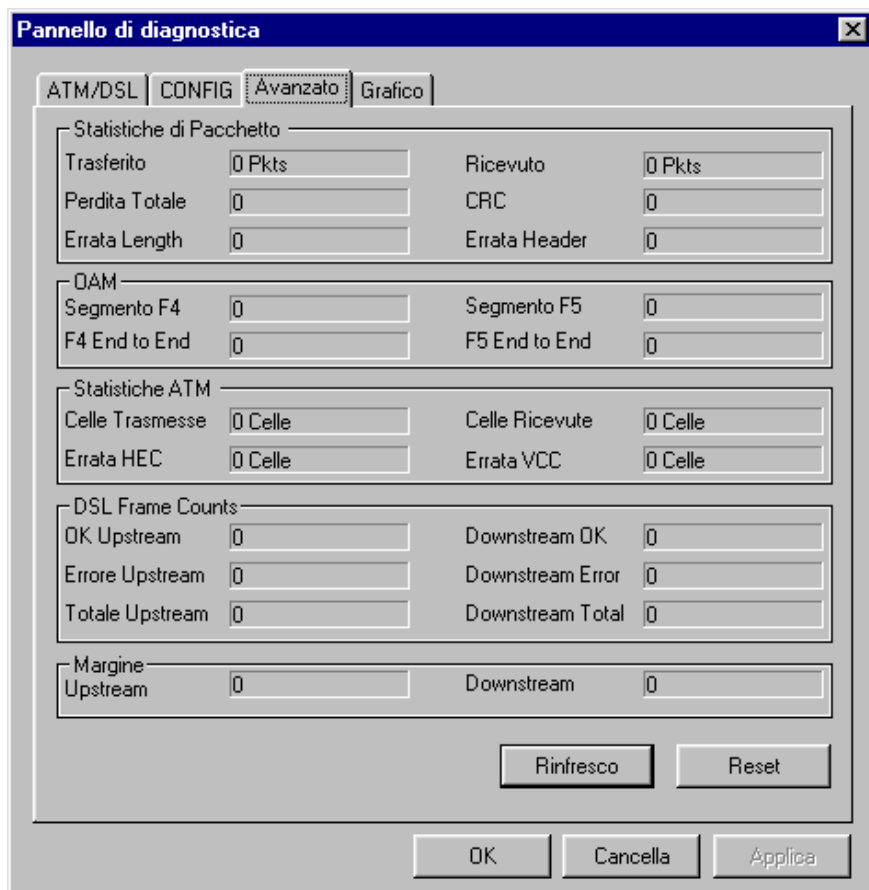 Pannello di diagnostica
ATM/DSL CONFIG Avanzato Grafico
Statistiche di Pacchetto
Trasferito 0 Pkts Ricevuto 0 Pkts
Perdita Totale 0 CRC 0
Errata Length 0 Errata Header 0
OAM
Segmento F4 0 Segmento F5 0
F4 End to End 0 F5 End to End 0
Statistiche ATM
Celle Trasmesse 0 Celle Celle Ricevute 0 Celle
Errata HEC 0 Celle Errata VCC 0 Celle
DSL Frame Counts
OK Upstream 0 Downstream OK 0
Errore Upstream 0 Downstream Error 0
Totale Upstream 0 Downstream Total 0
Margine
Upstream 0 Downstream 0
Rinfresco Reset
OK Cancella Applica